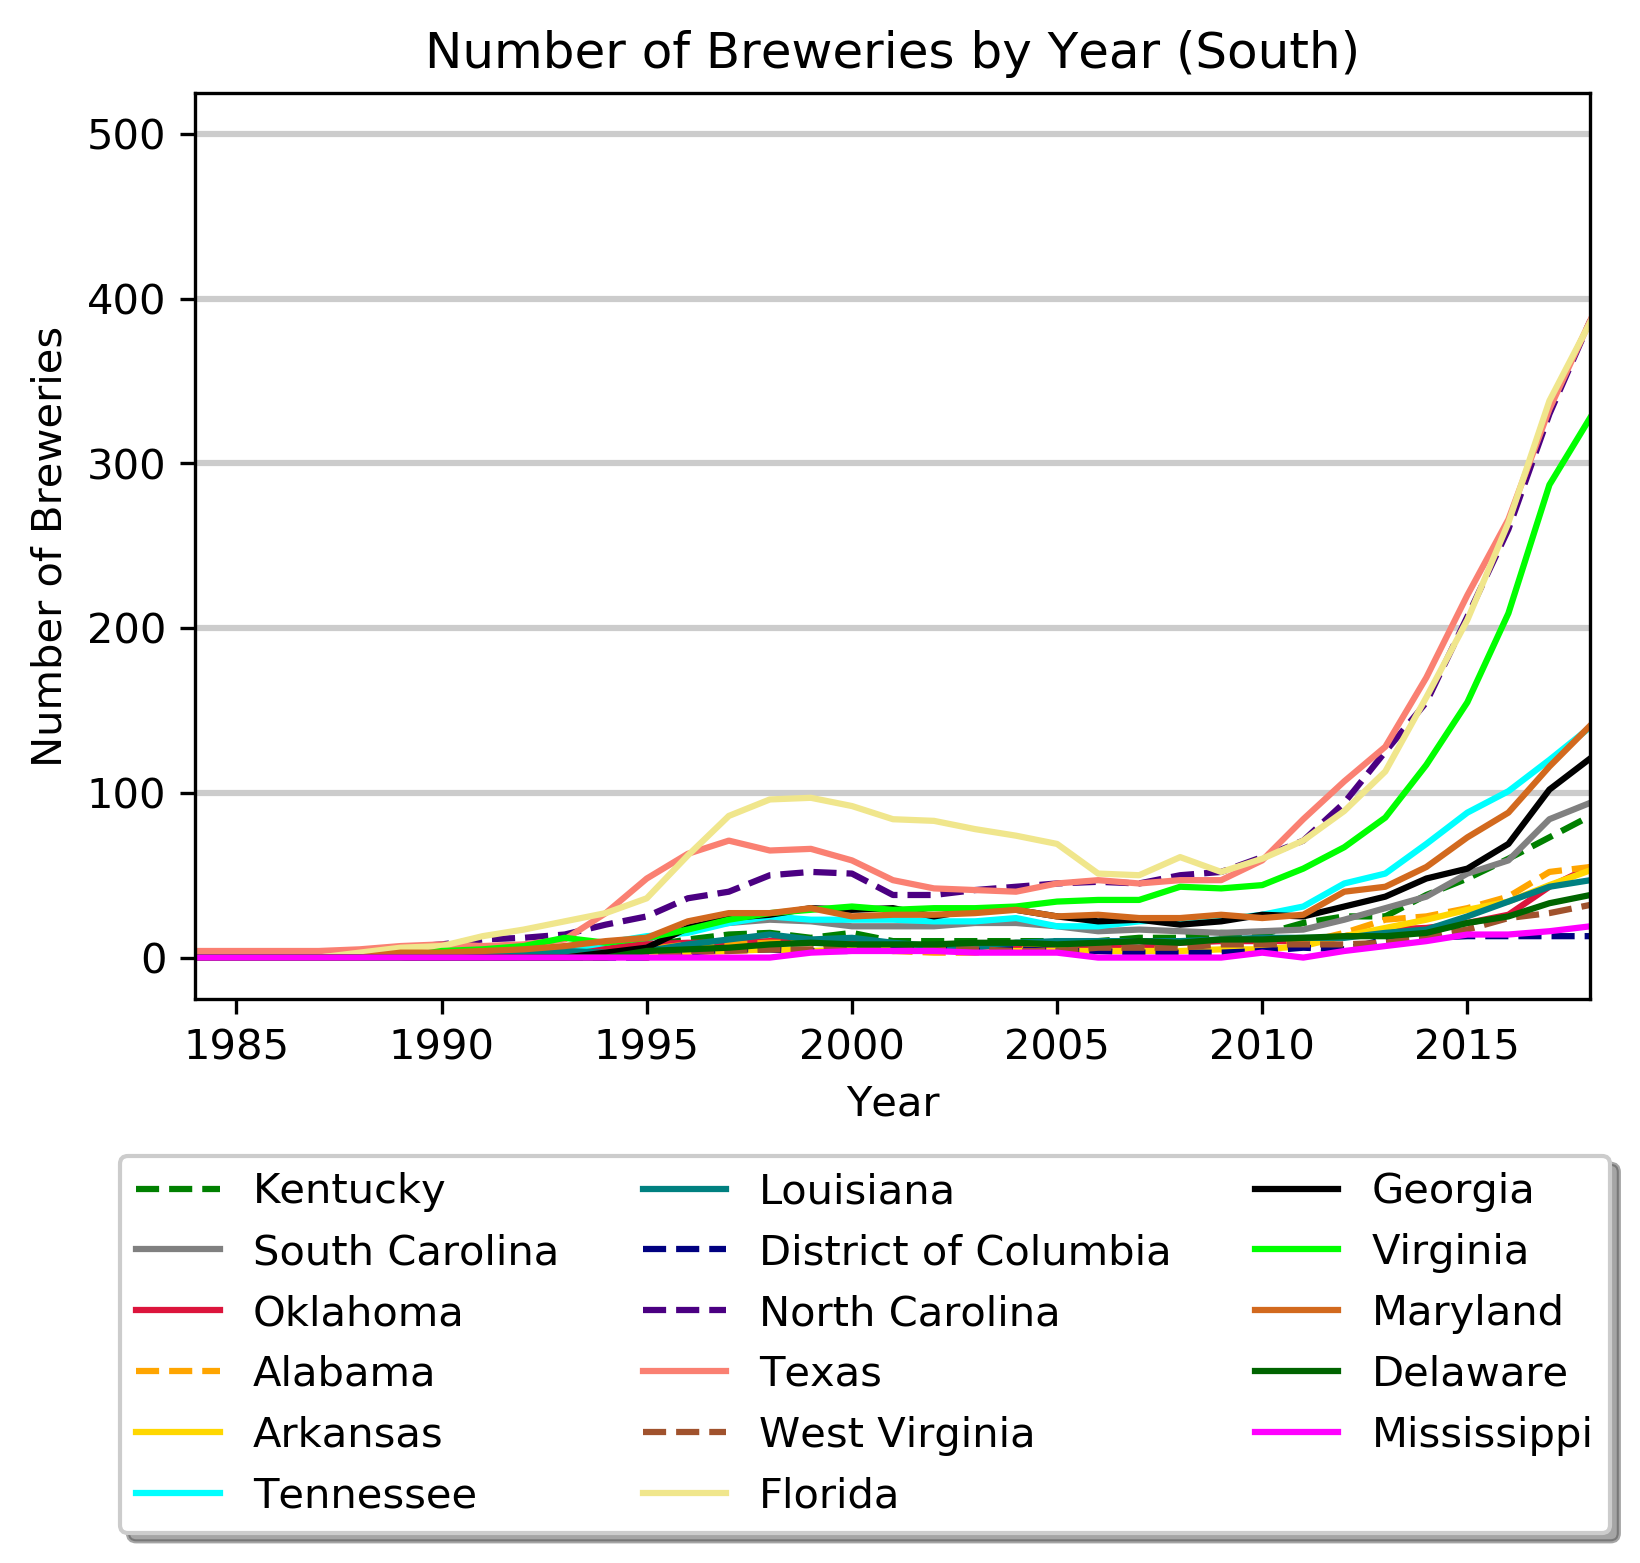 Number of Breweries by Year (South)
500
400
300
200
100
0
Number of Breweries
1985 1990 1995 2000 2005 2010 2015
Year
Kentucky Louisiana Georgia
South Carolina District of Columbia Virginia
Oklahoma North Carolina Maryland
Alabama Texas Delaware
Arkansas West Virginia Mississippi
Tennessee Florida